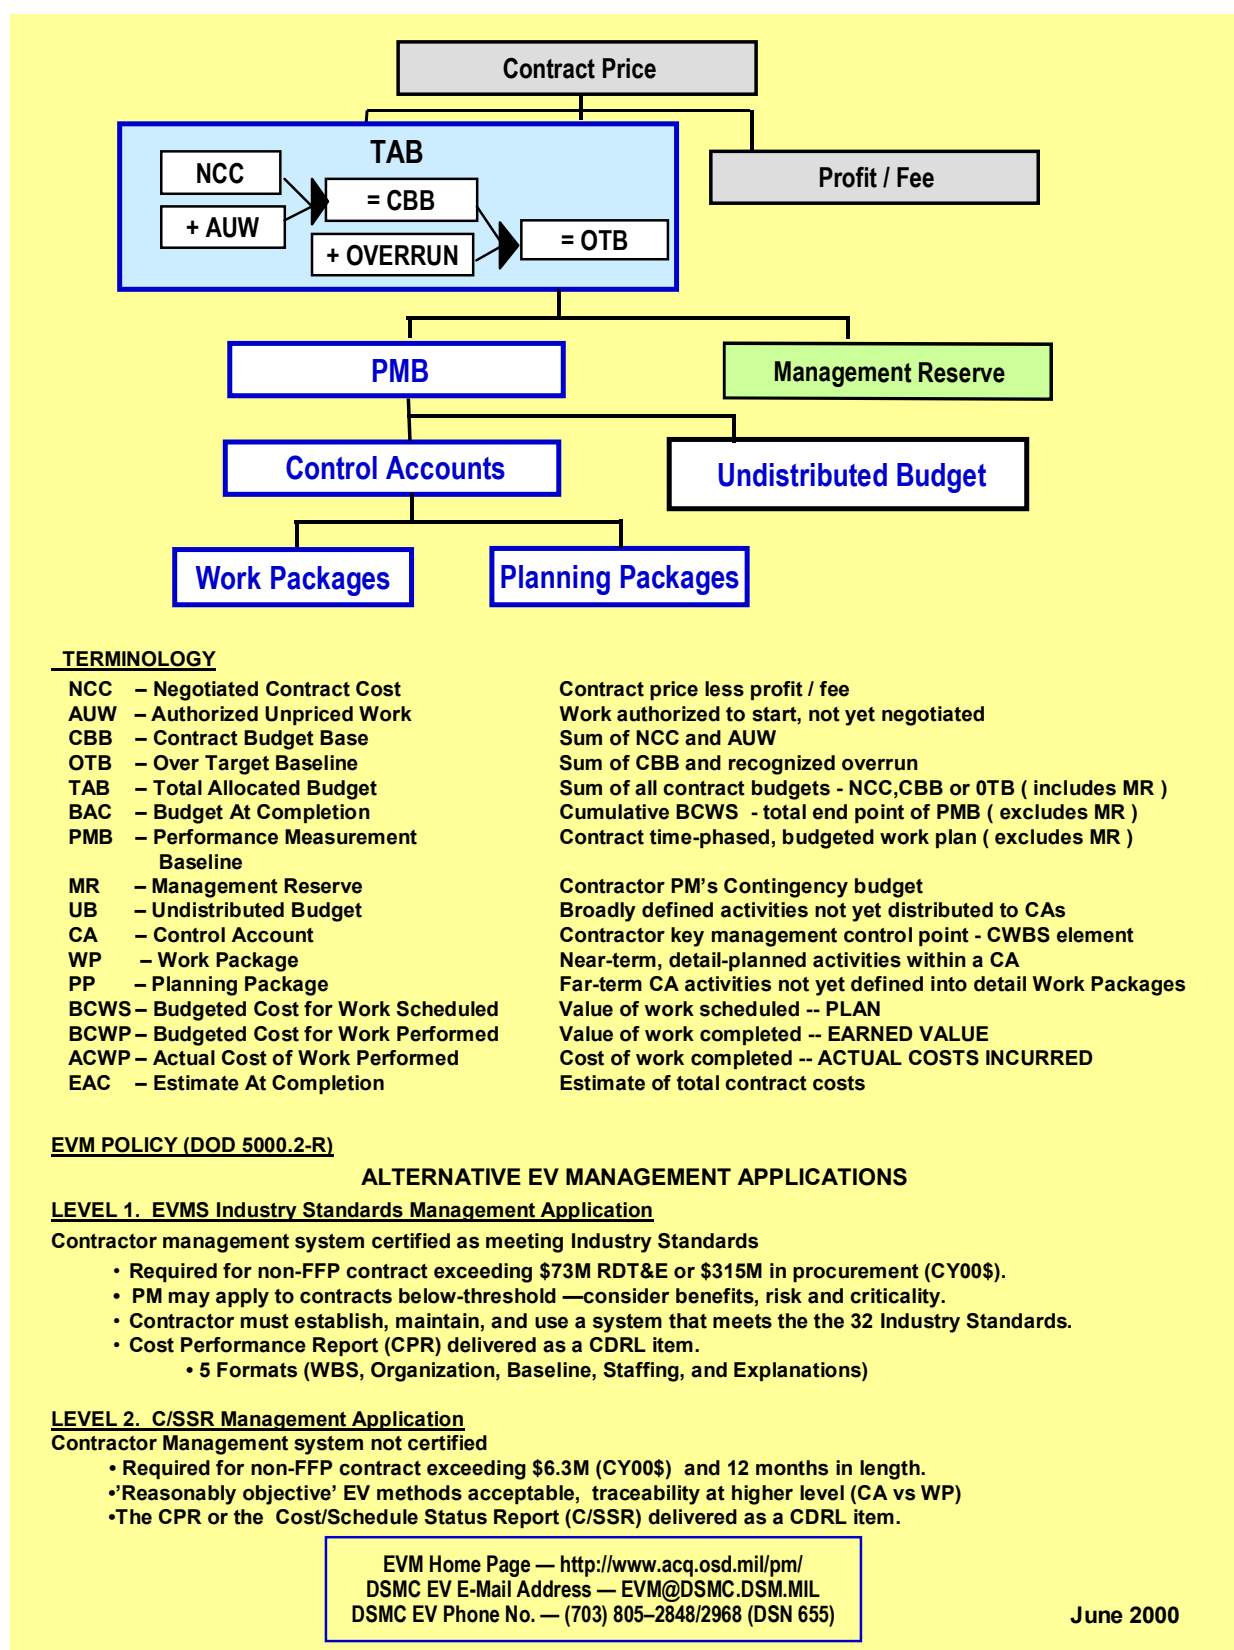 Contract Price
TAB
Profit / Fee
NCC
= CBB
+ AUW
= OTB
+ OVERRUN
PMB
Management Reserve
Control Accounts
Undistributed Budget
Work Packages
Planning Packages
TERMINOLOGY
NCC – Negotiated Contract Cost Contract price less profit / fee
AUW – Authorized Unpriced Work Work authorized to start, not yet negotiated
CBB – Contract Budget Base Sum of NCC and AUW
OTB – Over Target Baseline Sum of CBB and recognized overrun
TAB – Total Allocated Budget Sum of all contract budgets - NCC,CBB or 0TB ( includes MR )
BAC – Budget At Completion Cumulative BCWS - total end point of PMB ( excludes MR )
PMB – Performance Measurement Contract time-phased, budgeted work plan ( excludes MR )
Baseline
MR – Management Reserve Contractor PM's Contingency budget
UB – Undistributed Budget Broadly defined activities not yet distributed to CAs
CA – Control Account Contractor key management control point - CWBS element
WP – Work Package Near-term, detail-planned activities within a CA
PP – Planning Package Far-term CA activities not yet defined into detail Work Packages
BCWS – Budgeted Cost for Work Scheduled Value of work scheduled -- PLAN
BCWP – Budgeted Cost for Work Performed Value of work completed -- EARNED VALUE
ACWP – Actual Cost of Work Performed Cost of work completed -- ACTUAL COSTS INCURRED
EAC – Estimate At Completion Estimate of total contract costs
EVM POLICY (DOD 5000.2-R)
ALTERNATIVE EV MANAGEMENT APPLICATIONS
LEVEL 1. EVMS Industry Standards Management Application
Contractor management system certified as meeting Industry Standards
• Required for non-FFP contract exceeding $73M RDT&E or $315M in procurement (CY00$).
• PM may apply to contracts below-threshold —consider benefits, risk and criticality.
• Contractor must establish, maintain, and use a system that meets the the 32 Industry Standards.
• Cost Performance Report (CPR) delivered as a CDRL item.
• 5 Formats (WBS, Organization, Baseline, Staffing, and Explanations)
LEVEL 2. C/SSR Management Application
Contractor Management system not certified
• Required for non-FFP contract exceeding $6.3M (CY00$) and 12 months in length.
•'Reasonably objective' EV methods acceptable, traceability at higher level (CA vs WP)
•The CPR or the Cost/Schedule Status Report (C/SSR) delivered as a CDRL item.
EVM Home Page — http://www.acq.osd.mil/pm/
DSMC EV E-Mail Address — EVM@DSMC.DSM.MIL
DSMC EV Phone No. — (703) 805–2848/2968 (DSN 655)
June 2000